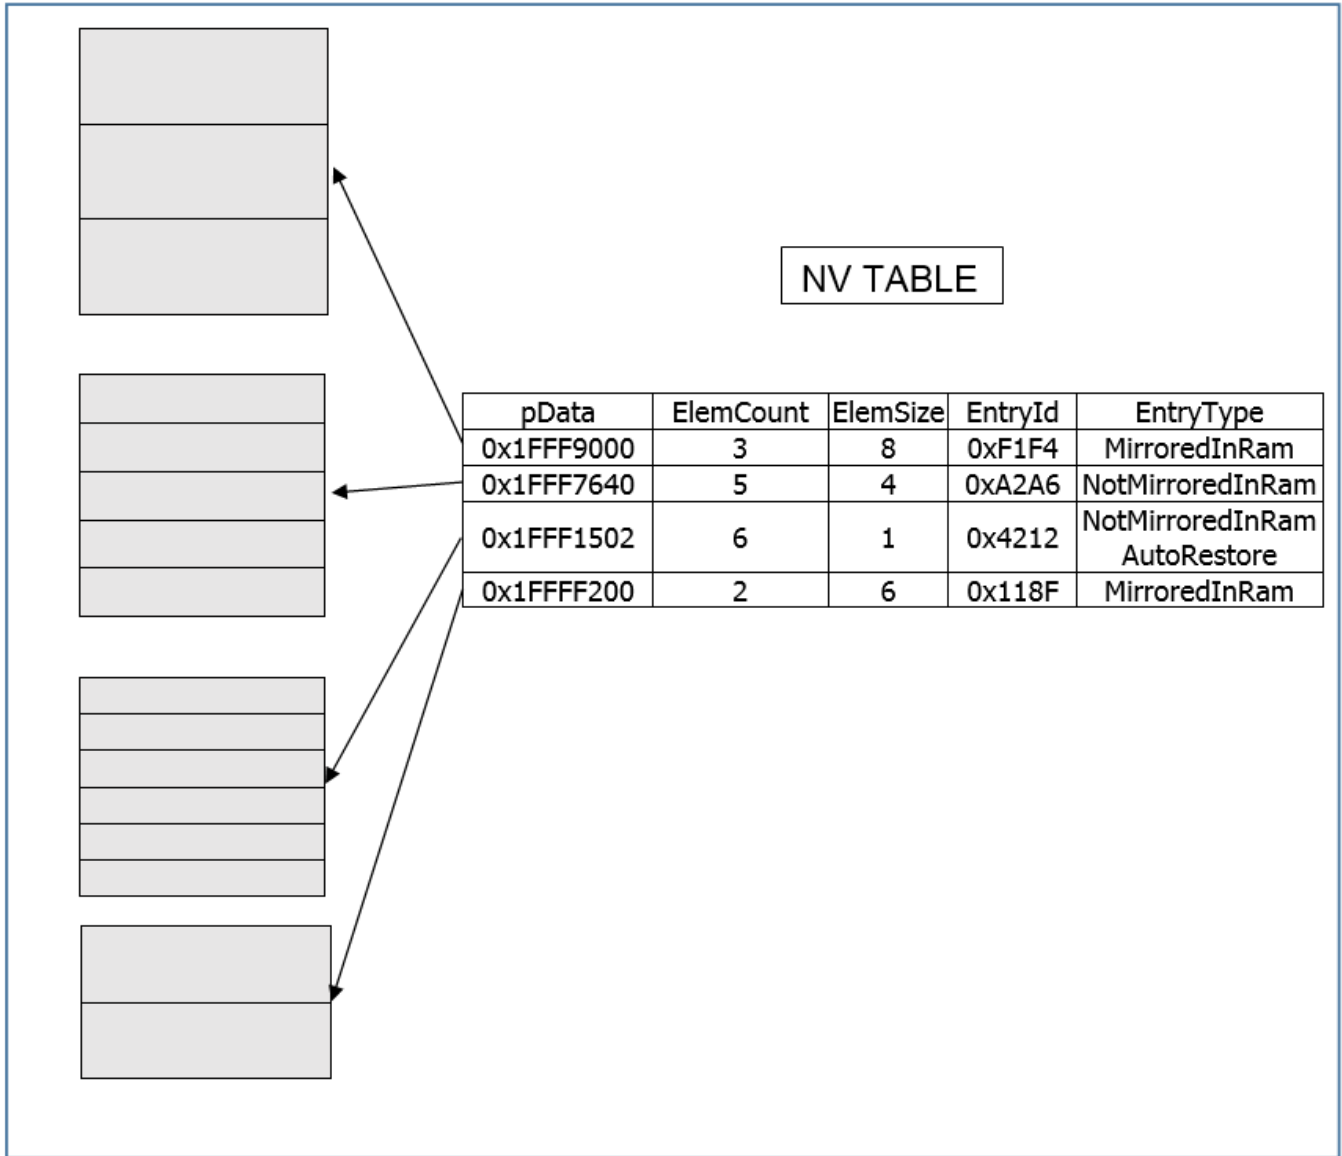 NV TABLE
pData ElemCount ElemSize EntryId EntryType
0x1FFF9000 3 8 0xF1F4 MirroredInRam
0x1FFF7640 5 4 0xA2A6 NotMirroredInRam
0x1FFF1502 6 1 0x4212 NotMirroredInRam
AutoRestore
0x1FFFF200 2 6 0x118F MirroredInRam